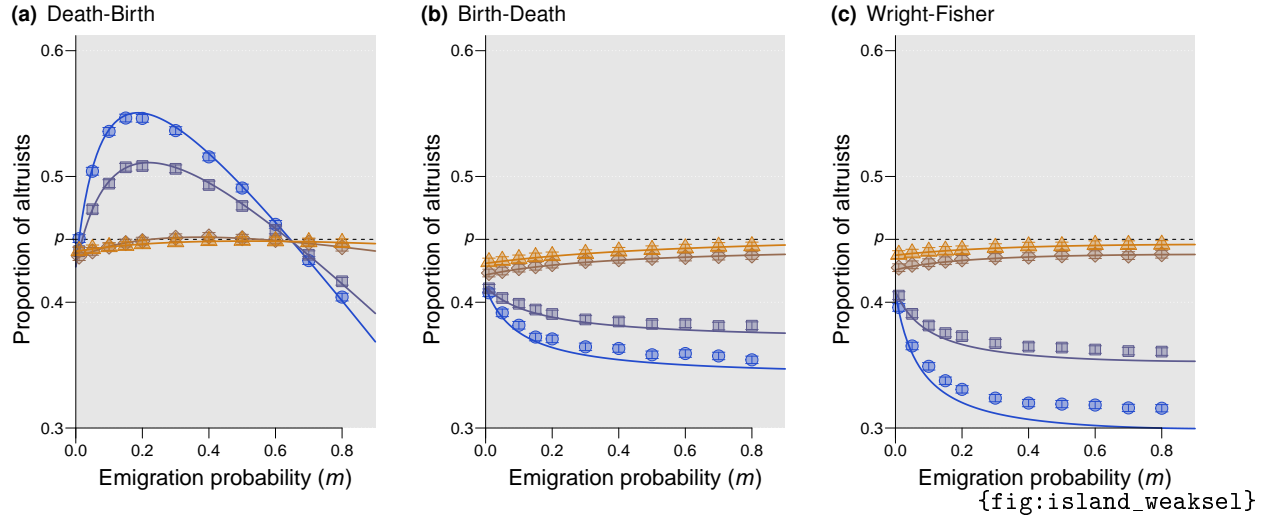 (a) Death-Birth
(b) Birth-Death
(c) Wright-Fisher
Proportion of altruists
0.6
0.5
p
0.4
0.3
0.0 0.2 0.4 0.6 0.8
Emigration probability (m)
Proportion of altruists
0.6
0.5
p
0.4
0.3
0.0 0.2 0.4 0.6 0.8
Emigration probability (m)
Proportion of altruists
0.6
0.5
p
0.4
0.3
0.0 0.2 0.4 0.6 0.8
Emigration probability (m)
{fig:island_weaksel}